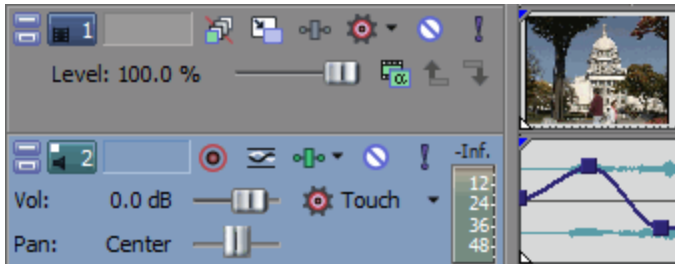 1
Level: 100.0 %
2
-Inf.
12
24
36
48
Vol: 0.0 dB Touch
Pan: Center